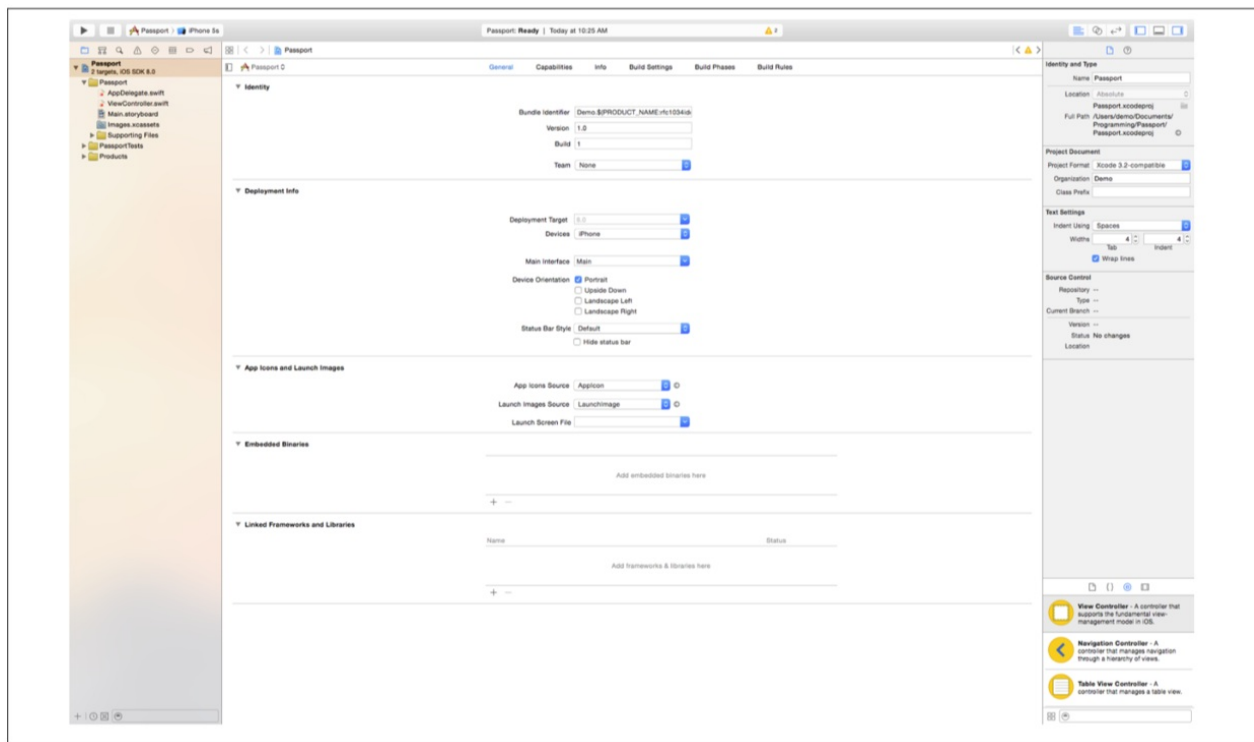 Passport
iPhone 5s
Passport: Ready | Today at 10:25 AM
2
Passport
2 targets, iOS SDK 8.0
Passport
AppDelegate.swift
ViewController.swift
Main.storyboard
Images.xcassets
Supporting Files
PassportTests
Products
Passport
Passport
General
Capabilities
Info
Build Settings
Build Phases
Build Rules
Identity
Bundle Identifier Demo.$(PRODUCT_NAME:rfc1034id
Version 1.0
Build 1
Team None
Deployment Info
Deployment Target 8.0
Devices iPhone
Main Interface Main
Device Orientation Portrait
Upside Down
Landscape Left
Landscape Right
Status Bar Style Default
Hide status bar
App Icons and Launch Images
App Icons Source AppIcon
Launch Images Source LaunchImage
Launch Screen File
Embedded Binaries
Add embedded binaries here
Linked Frameworks and Libraries
Name Status
Add frameworks & libraries here
Identity and Type
Name Passport
Location Absolute
Passport.xcodeproj
Full Path /Users/demo/Documents/
Programming/Passport/
Passport.xcodeproj
Project Document
Project Format Xcode 3.2-compatible
Organization Demo
Class Prefix
Text Settings
Indent Using Spaces
Widths 4 4
Tab Indent
Wrap lines
Source Control
Repository --
Type --
Current Branch --
Version --
Status No changes
Location
View Controller - A controller that
supports the fundamental view-
management model in iOS.
Navigation Controller - A
controller that manages navigation
through a hierarchy of views.
Table View Controller - A
controller that manages a table view.